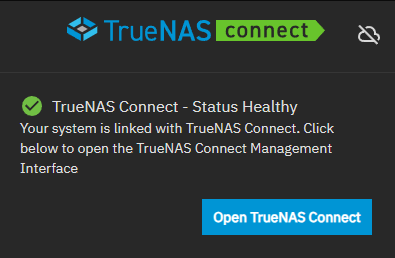 TrueNAS connect
TrueNAS Connect - Status Healthy
Your system is linked with TrueNAS Connect. Click
below to open the TrueNAS Connect Management
Interface
Open TrueNAS Connect